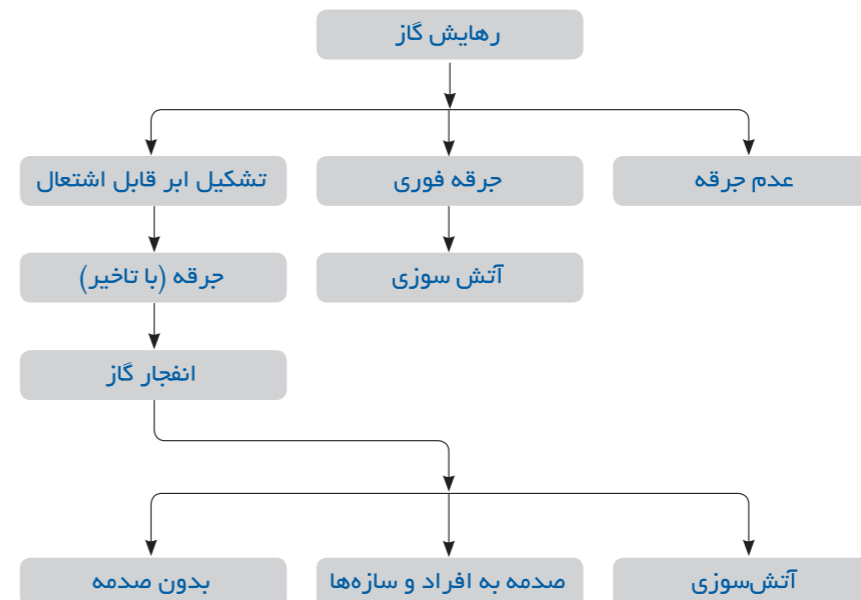 رهایش گاز
عدم جرقه
جرقه فوری
تشکیل ابر قابل اشتعال
آتش سوزی
جرقه (با تاخیر)
انفجار گاز
آتش‌سوزی
صدمه به افراد و سازه‌ها
بدون صدمه